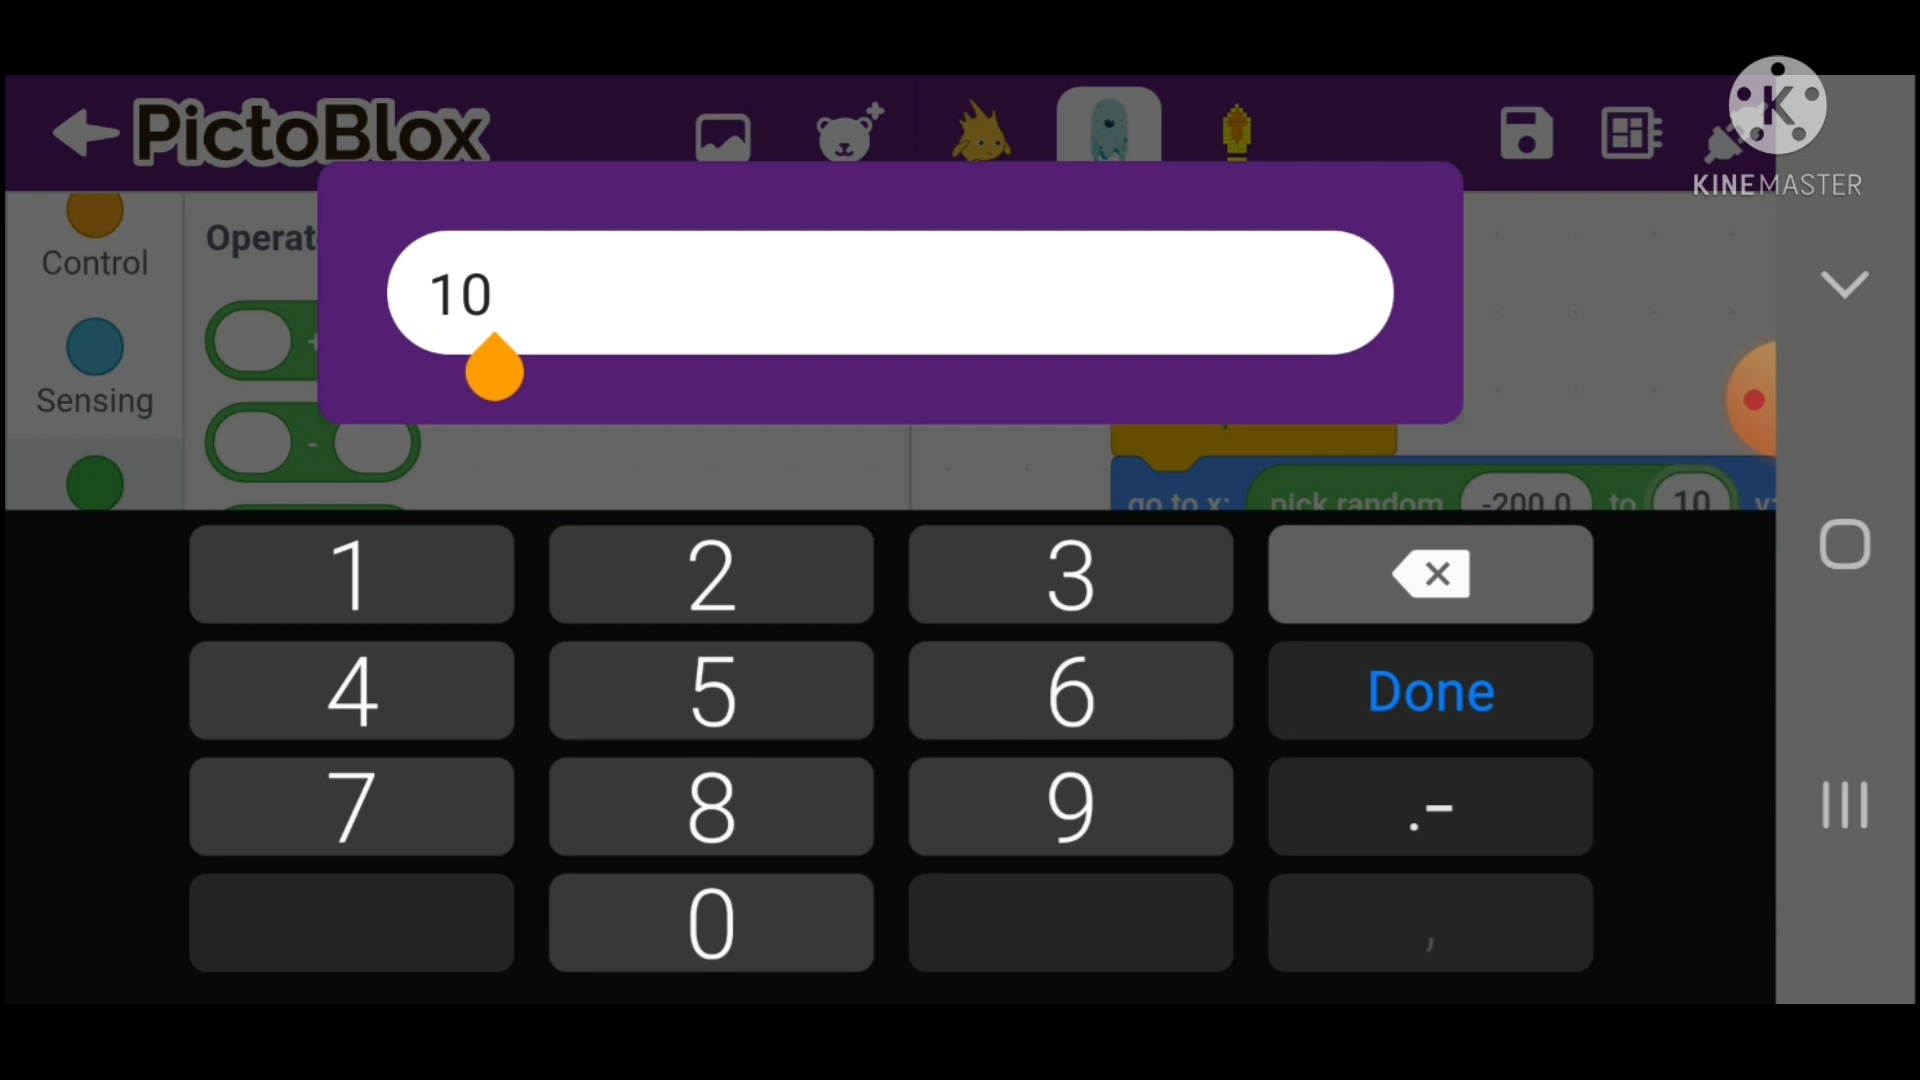 PictoBlox
K
KINEMASTER
Control
Operat
10
+
Sensing
-
go to x: pick random -200.0 to 10 y:
1 2 3
4 5 6 Done
7 8 9 .-
0 ,